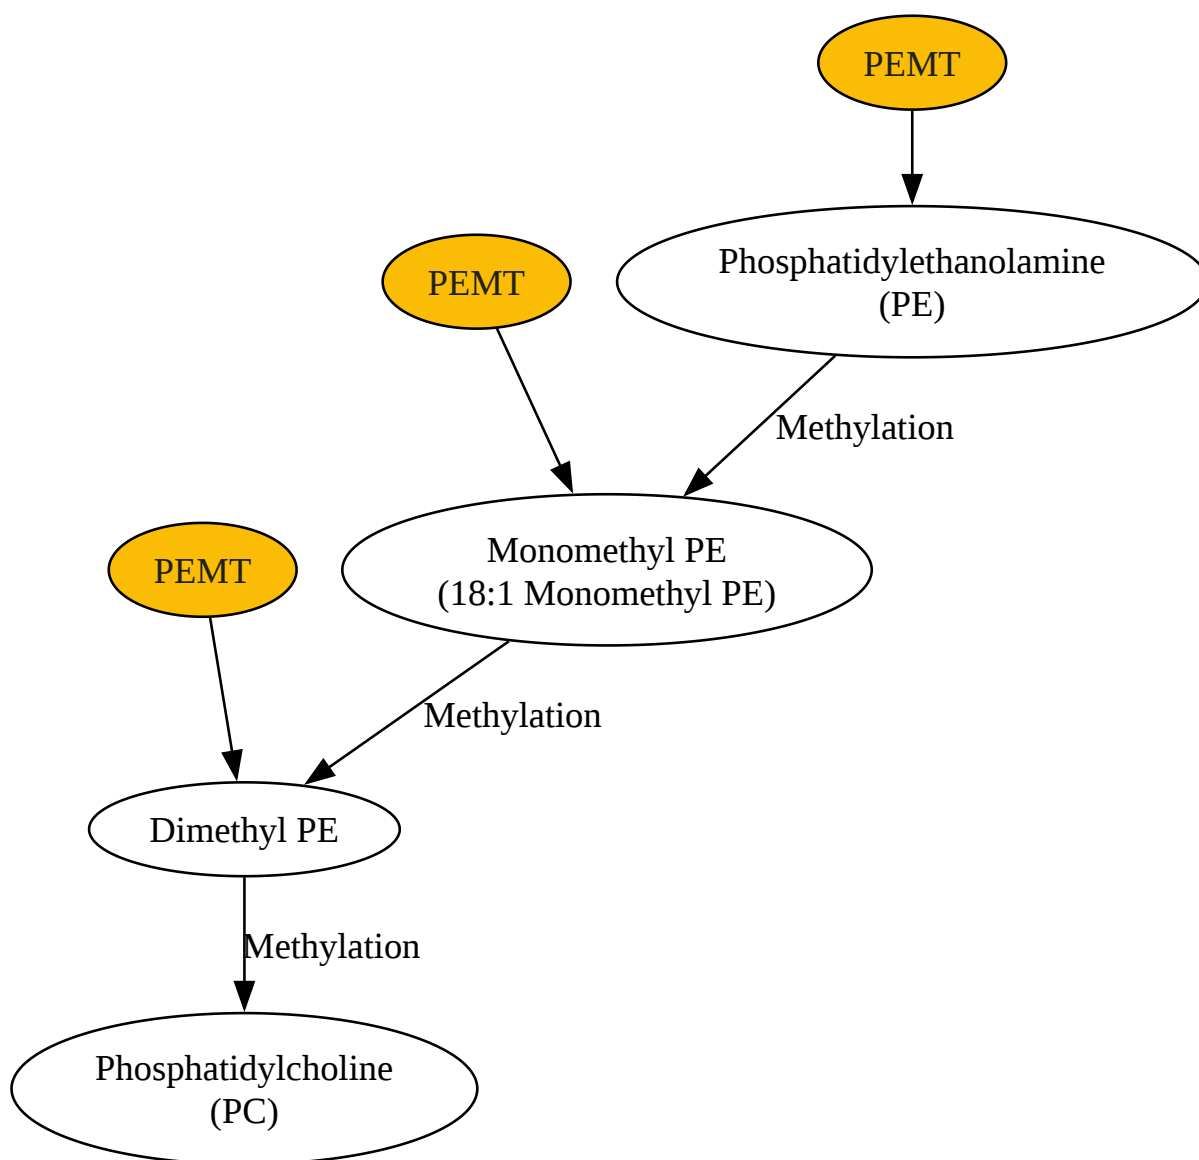 PEMT
Phosphatidylethanolamine
(PE)
PEMT
Methylation
Monomethyl PE
(18:1 Monomethyl PE)
PEMT
Methylation
Dimethyl PE
Methylation
Phosphatidylcholine
(PC)